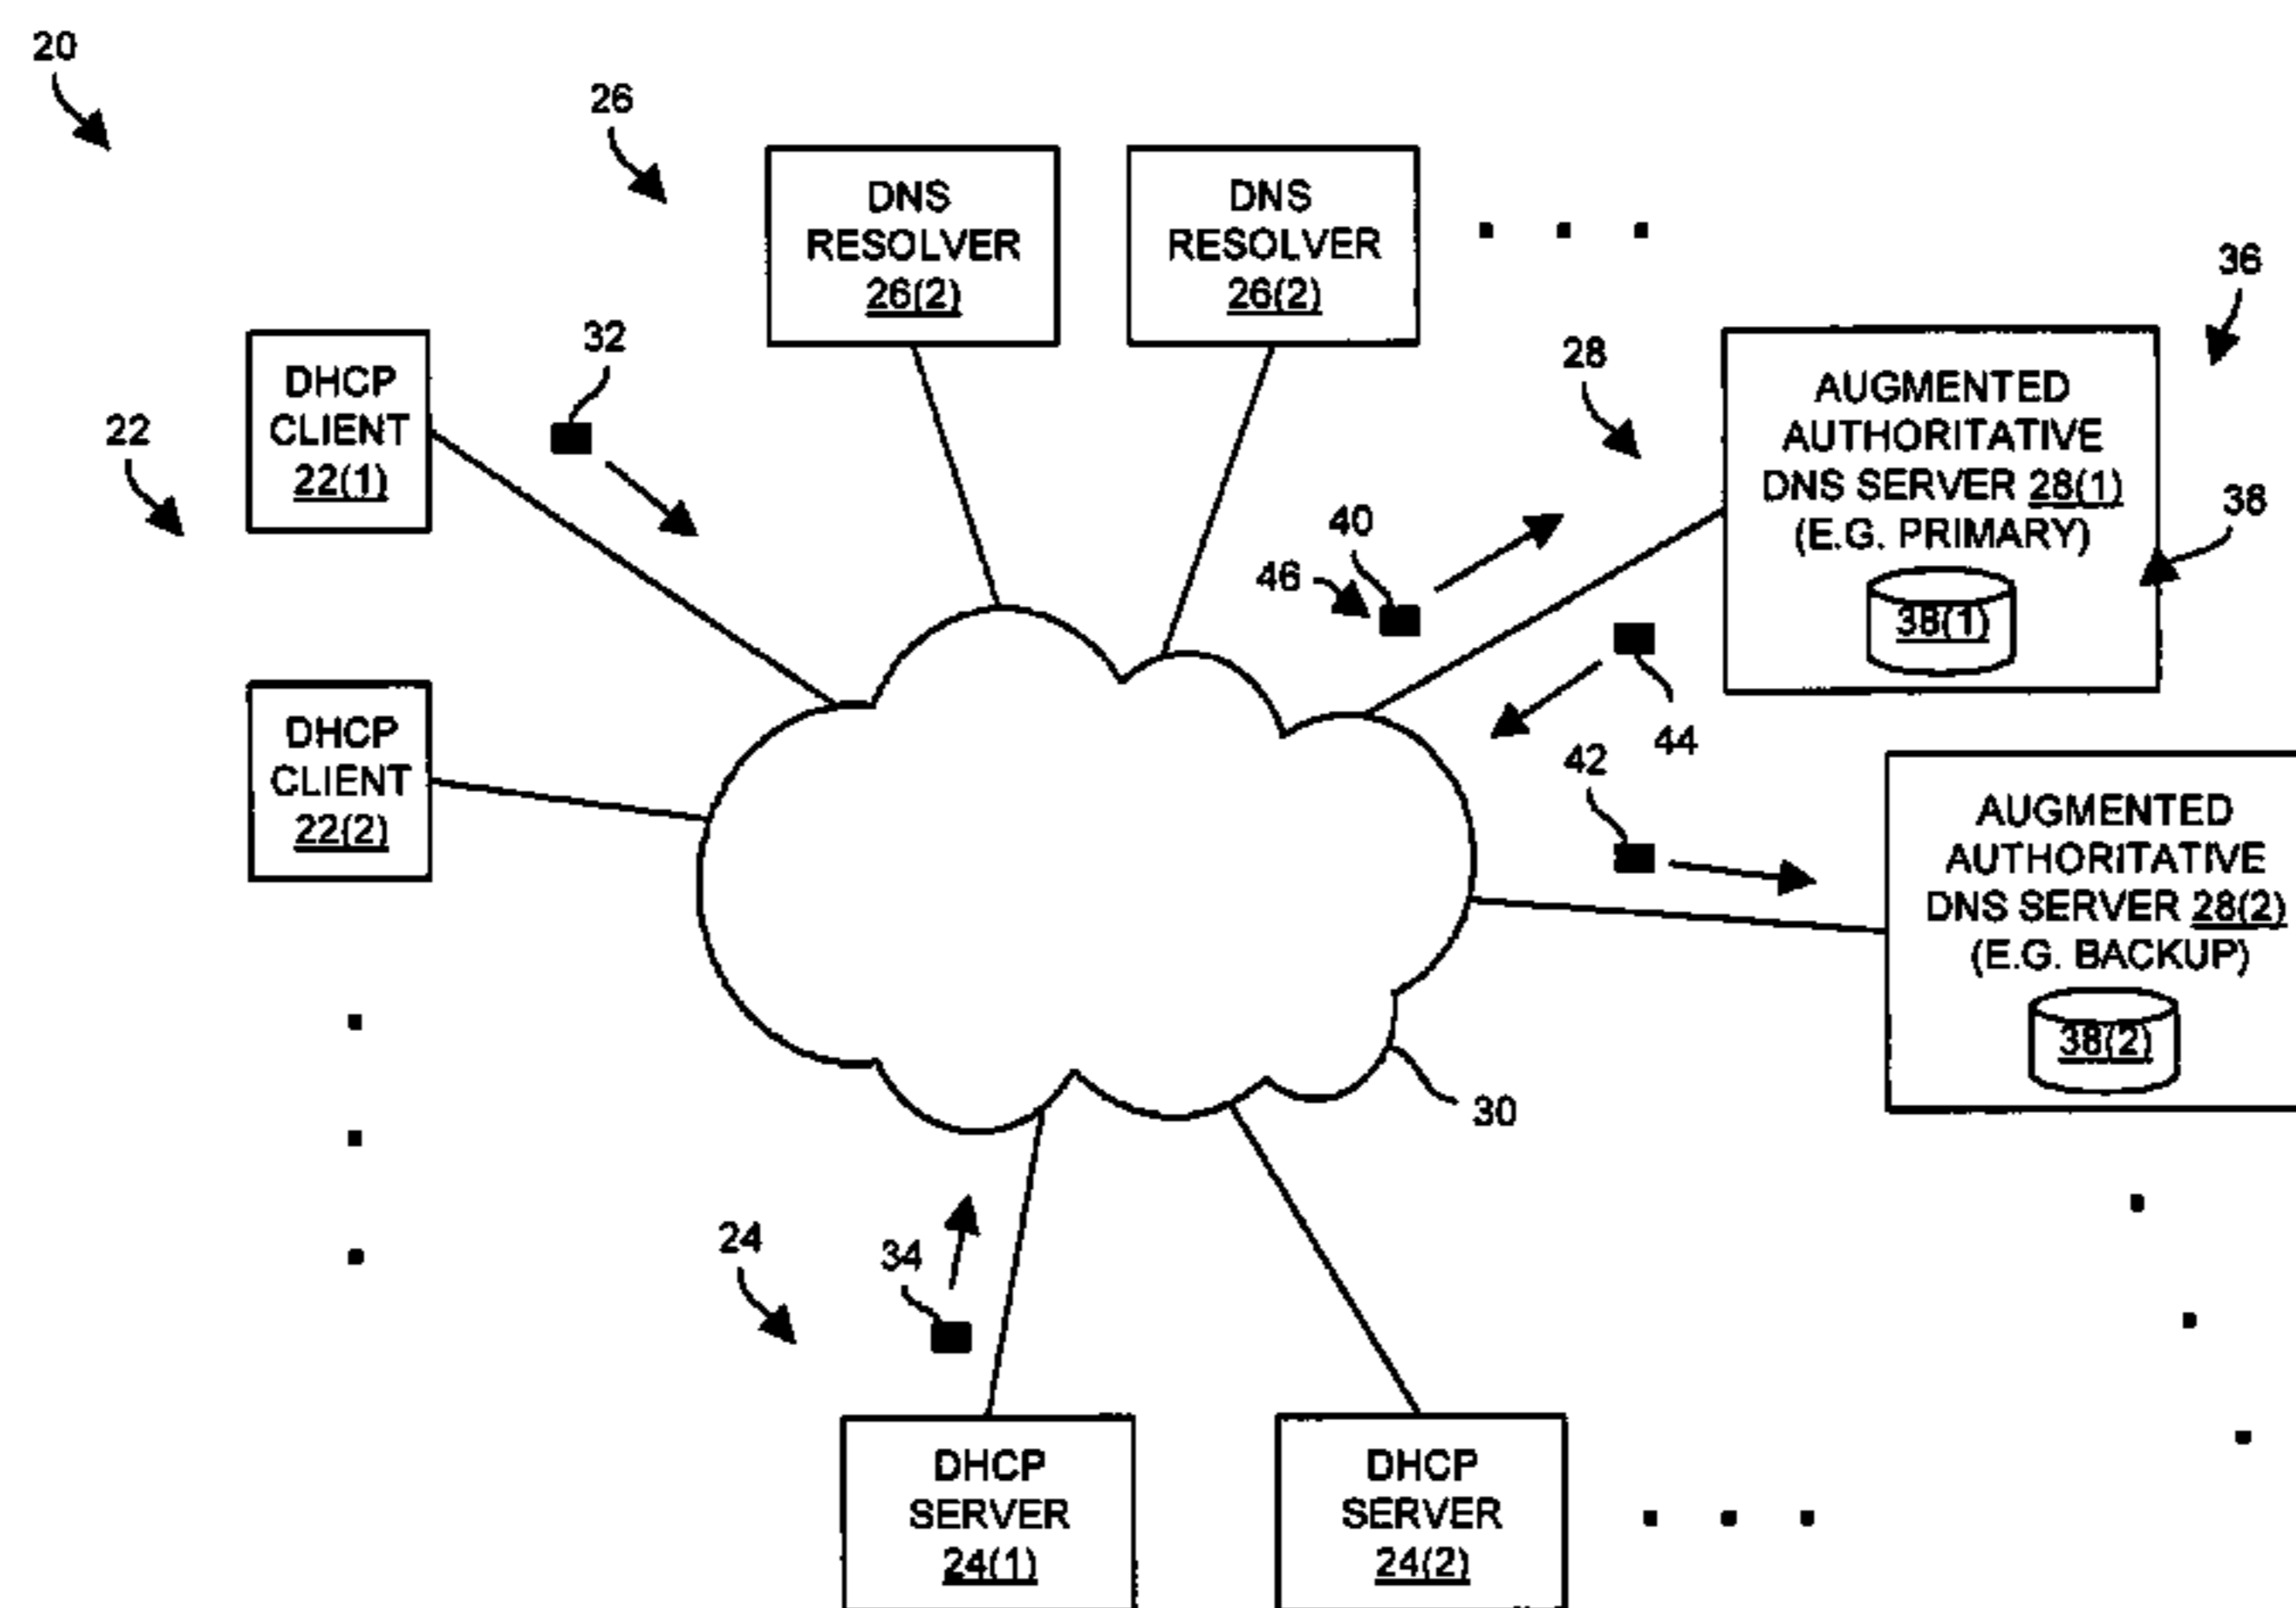 20
26
DNS
RESOLVER
26(2)
DNS
RESOLVER
26(2)
36
32
28
DHCP
CLIENT
22(1)
22
AUGMENTED
AUTHORITATIVE
DNS SERVER 28(1)
(E.G. PRIMARY)
38(1)
38
40
46
44
DHCP
CLIENT
22(2)
42
AUGMENTED
AUTHORITATIVE
DNS SERVER 28(2)
(E.G. BACKUP)
38(2)
30
24
34
DHCP
SERVER
24(1)
DHCP
SERVER
24(2)